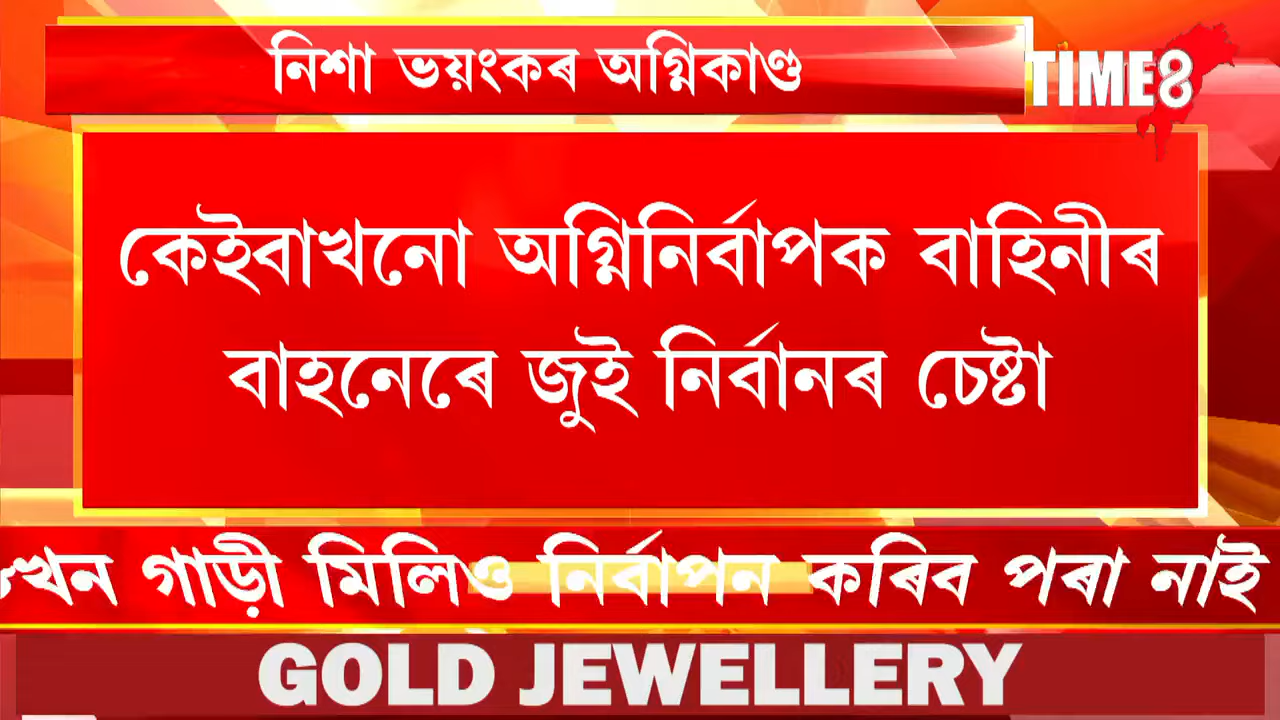 নিশা ভয়ংকৰ অগ্নিকাণ্ড
TIME8
কেইবাখনো অগ্নিনিৰ্বাপক বাহিনীৰ
বাহনেৰে জুই নিৰ্বানৰ চেষ্টা
গাড়ী মিলিও নিৰ্বাপন কৰিব পৰা নাই
GOLD JEWELLERY